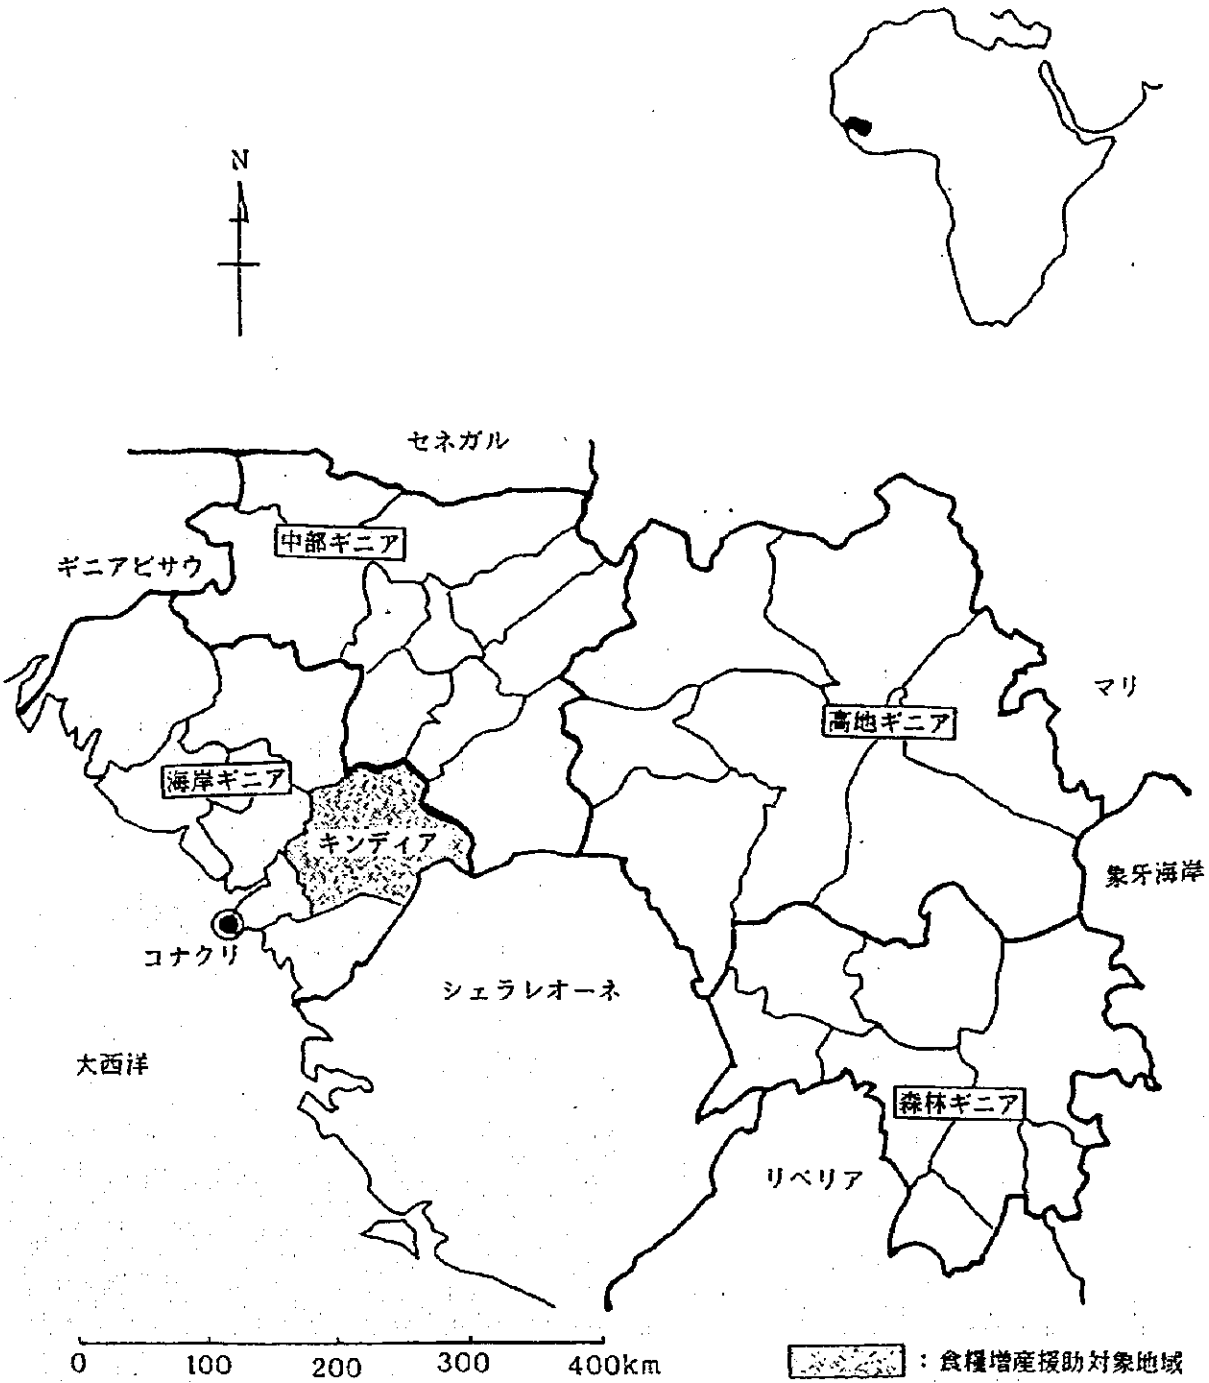 N
セネガル
中部ギニア
ギニアビサウ
マリ
高地ギニア
海岸ギニア
キンディア
象牙海岸
コナクリ
シェラレオーネ
大西洋
森林ギニア
リベリア
0 100 200 300 400km
：食糧増産援助対象地域